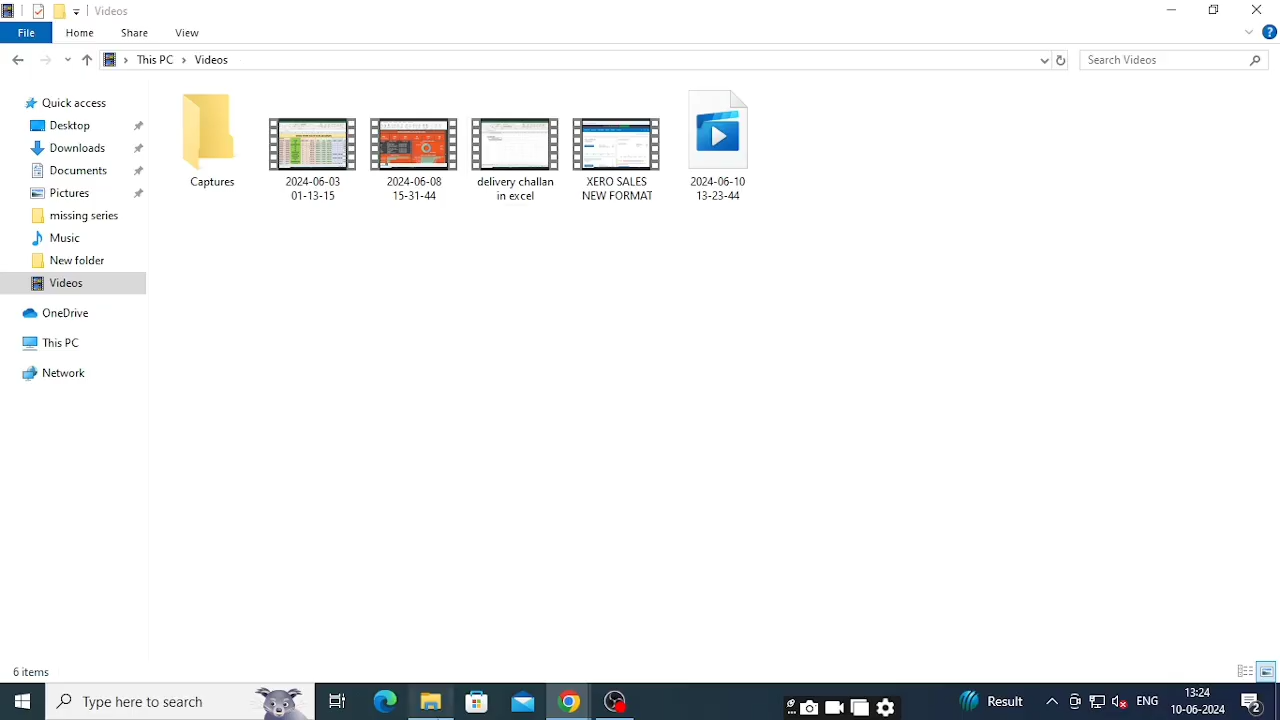 Videos
File
Home
Share
View
This PC
Videos
Search Videos
Quick access
Desktop
Downloads
Documents
Pictures
missing series
Music
New folder
Videos
OneDrive
This PC
Network
Captures
2024-06-03
01-13-15
2024-06-08
15-31-44
delivery challan
in excel
XERO SALES
NEW FORMAT
2024-06-10
13-23-44
6 items
Type here to search
Result
ENG
13:24
10-06-2024
2